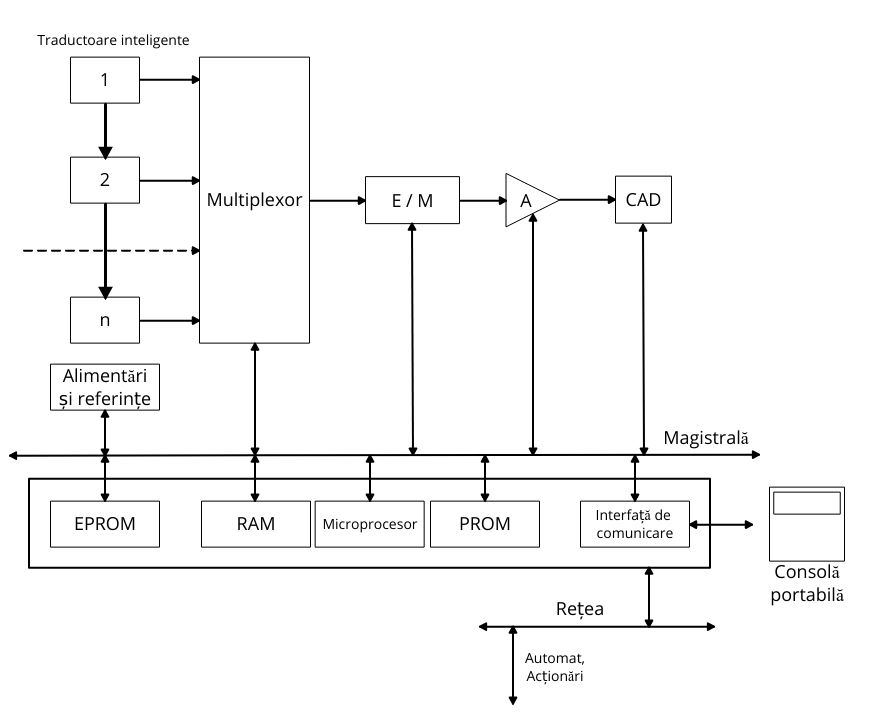 Traductoare inteligente
1
2
n
Multiplexor
E / M
A
CAD
Alimentări
și referințe
Magistrală
EPROM
RAM
Microprocesor
PROM
Interfață de
comunicare
Consolă
portabilă
Rețea
Automat,
Acționări